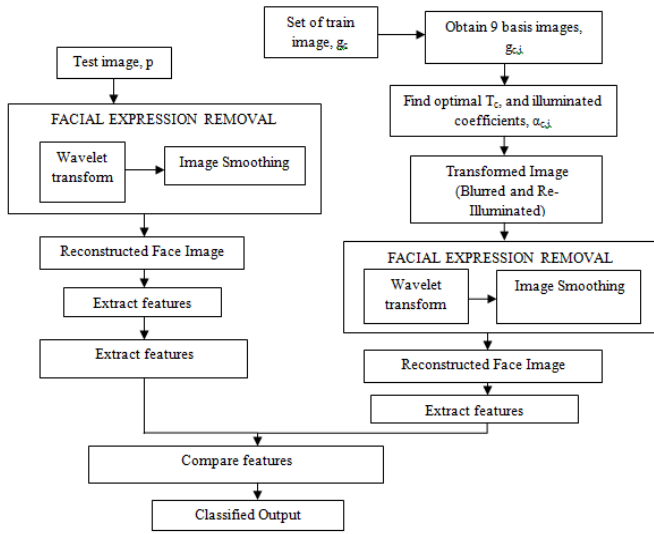 Set of train
image, gc
Obtain 9 basis images,
gc,i.
Test image, p
Find optimal Tc, and illuminated
coefficients, αc,i.
FACIAL EXPRESSION REMOVAL
Wavelet
transform
Image Smoothing
Transformed Image
(Blurred and Re-
Illuminated)
Reconstructed Face Image
FACIAL EXPRESSION REMOVAL
Wavelet
transform
Image Smoothing
Extract features
Extract features
Reconstructed Face Image
Extract features
Compare features
Classified Output